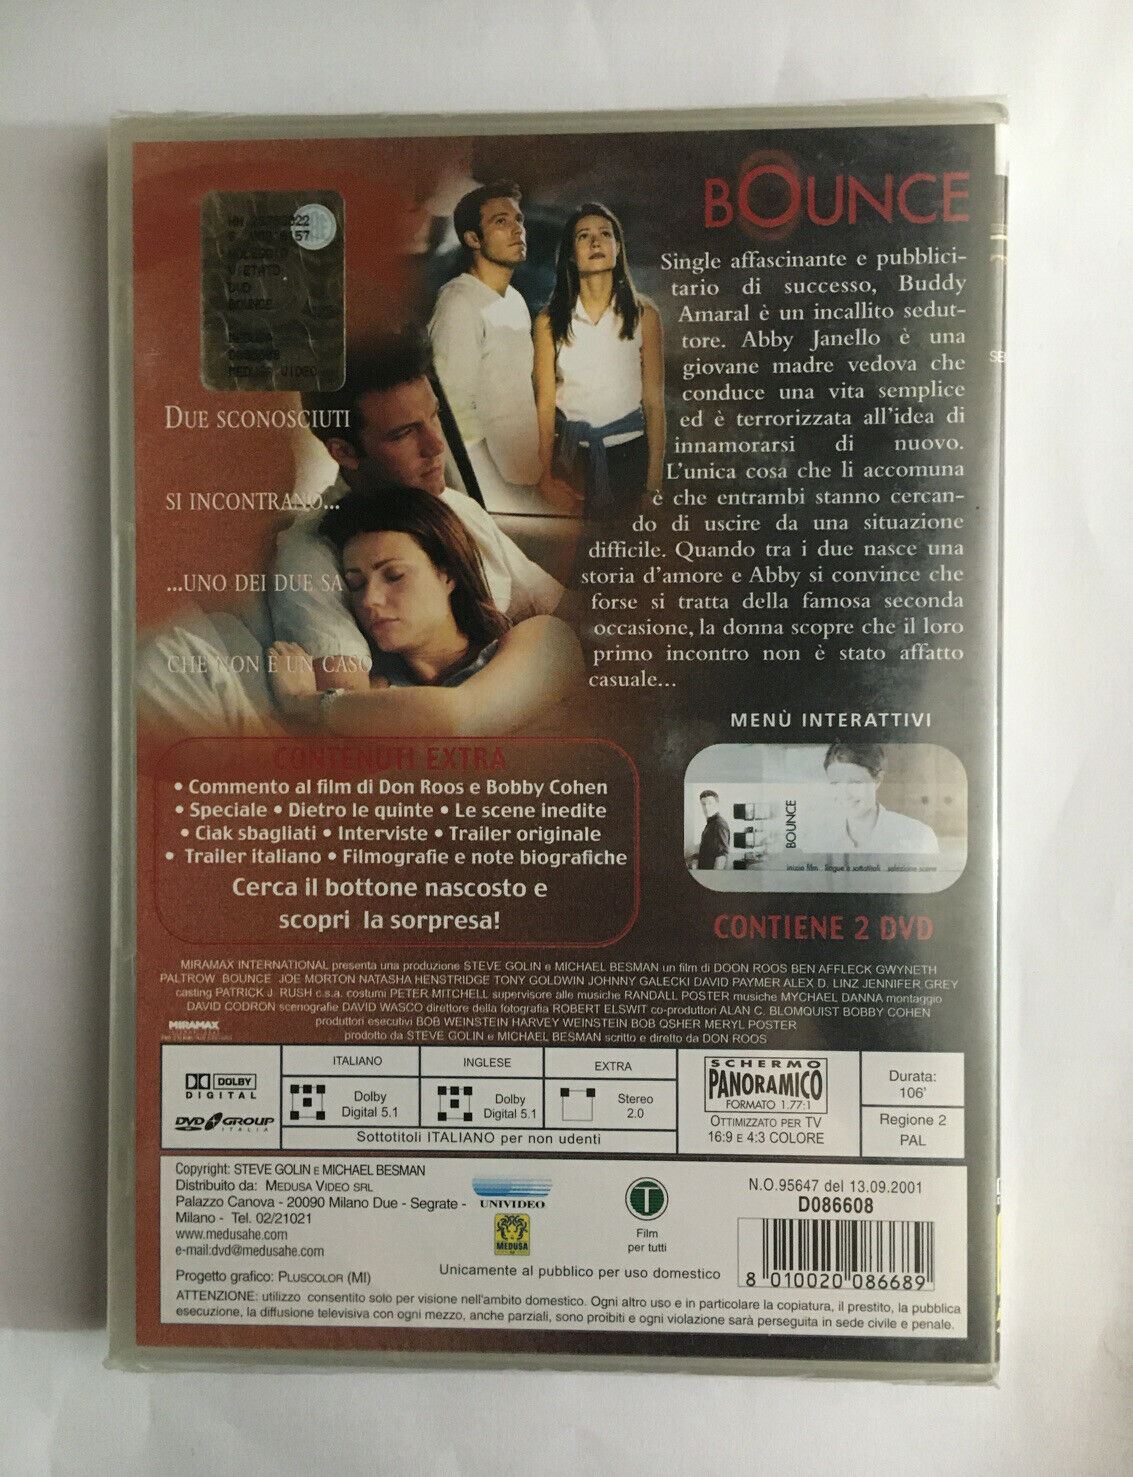 BOUNCE
Single affascinante e pubblici-
tario di successo, Buddy
Amaral è un incallito sedut-
tore. Abby Janello è una
giovane madre vedova che
conduce una vita semplice
ed è terrorizzata all'idea di
innamorarsi di nuovo.
L'unica cosa che li accomuna
è che entrambi stanno cercan-
do di uscire da una situazione
difficile. Quando tra i due nasce una
storia d'amore e Abby si convince che
forse si tratta della famosa seconda
occasione, la donna scopre che il loro
primo incontro non è stato affatto
casuale...
VIETATO
DVD
BOUNCE
MEDUSA VIDEO
DUE SCONOSCIUTI
SI INCONTRANO...
...UNO DEI DUE SA
CHE NON È UN CASO
MENÙ INTERATTIVI
BOUNCE
inizio film lingue e sottotitoli selezione scene
CONTIENE 2 DVD
CONTENUTI EXTRA
• Commento al film di Don Roos e Bobby Cohen
• Speciale • Dietro le quinte • Le scene inedite
• Ciak sbagliati • Interviste • Trailer originale
• Trailer italiano • Filmografie e note biografiche
Cerca il bottone nascosto e
scopri la sorpresa!
MIRAMAX INTERNATIONAL presenta una produzione STEVE GOLIN e MICHAEL BESMAN un film di DOON ROOS BEN AFFLECK GWYNETH
PALTROW BOUNCE JOE MORTON NATASHA HENSTRIDGE TONY GOLDWIN JOHNNY GALECKI DAVID PAYMER ALEX D. LINZ JENNIFER GREY
casting PATRICK J. RUSH c.s.a. costumi PETER MITCHELL supervisore alle musiche RANDALL POSTER musiche MYCHAEL DANNA montaggio
DAVID CODRON scenografie DAVID WASCO direttore della fotografia ROBERT ELSWIT co-produttori ALAN C. BLOMQUIST BOBBY COHEN
produttori esecutivi BOB WEINSTEIN HARVEY WEINSTEIN BOB OSHER MERYL POSTER
prodotto da STEVE GOLIN e MICHAEL BESMAN scritto e diretto da DON ROOS
MIRAMAX
DOLBY
DIGITAL
DVD GROUP
ITALIA
ITALIANO
Dolby
Digital 5.1
INGLESE
Dolby
Digital 5.1
EXTRA
Stereo
2.0
Sottotitoli ITALIANO per non udenti
SCHERMO
PANORAMICO
FORMATO 1.77:1
OTTIMIZZATO PER TV
16:9 E 4:3 COLORE
Durata:
106'
Regione 2
PAL
Copyright: STEVE GOLIN E MICHAEL BESMAN
Distribuito da: MEDUSA VIDEO SRL
Palazzo Canova - 20090 Milano Due - Segrate -
Milano - Tel. 02/21021
www.medusahe.com
e-mail:dvd@medusahe.com
Progetto grafico: PLUSCOLOR (MI)
UNIVIDEO
MEDUSA
T
Film
per tutti
Unicamente al pubblico per uso domestico
N.O.95647 del 13.09.2001
D086608
8 010020 086689
ATTENZIONE: utilizzo consentito solo per visione nell'ambito domestico. Ogni altro uso e in particolare la copiatura, il prestito, la pubblica
esecuzione, la diffusione televisiva con ogni mezzo, anche parziali, sono proibiti e ogni violazione sarà perseguita in sede civile e penale.